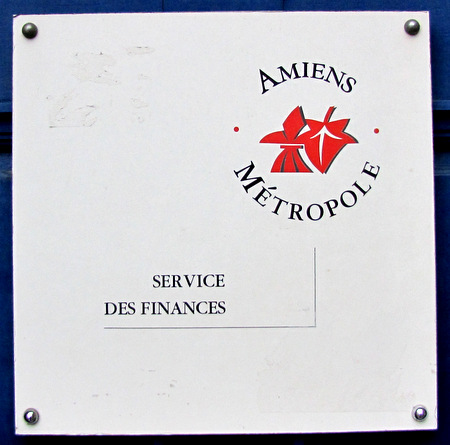 AMIENS
MÉTROPOLE
SERVICE
DES FINANCES